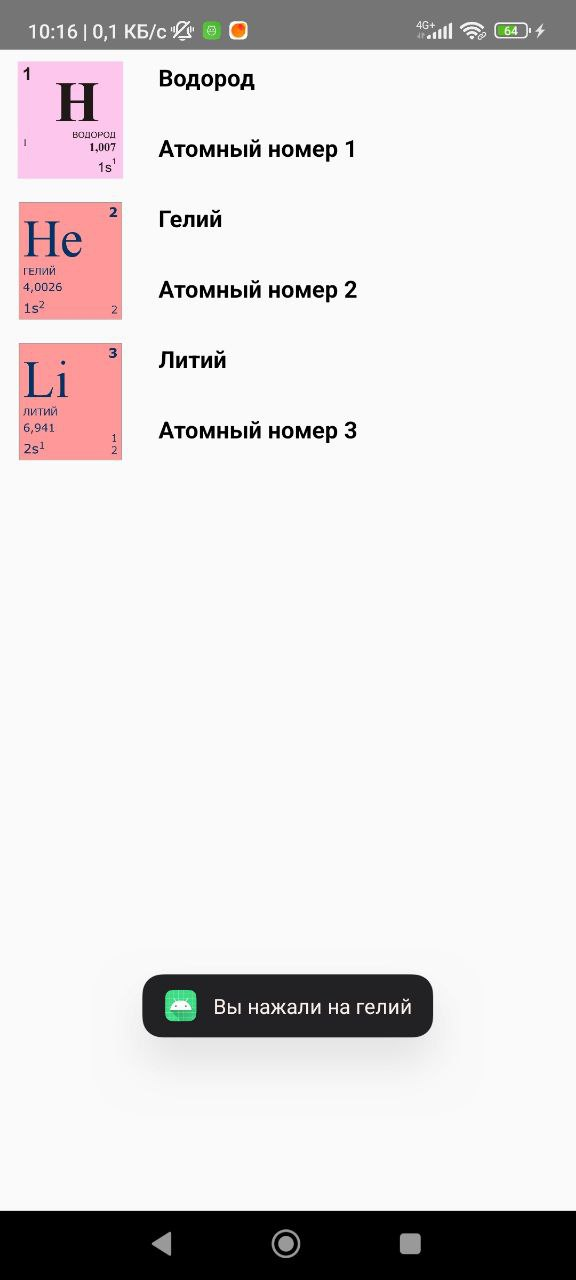 10:16 | 0,1 КБ/с
4G+
64
1
H
ВОДОРОД
1
1,007
1s1
Водород
Атомный номер 1
2
He
ГЕЛИЙ
4,0026
1s2
2
Гелий
Атомный номер 2
3
Li
ЛИТИЙ
6,941
1
2s1
2
Литий
Атомный номер 3
Вы нажали на гелий